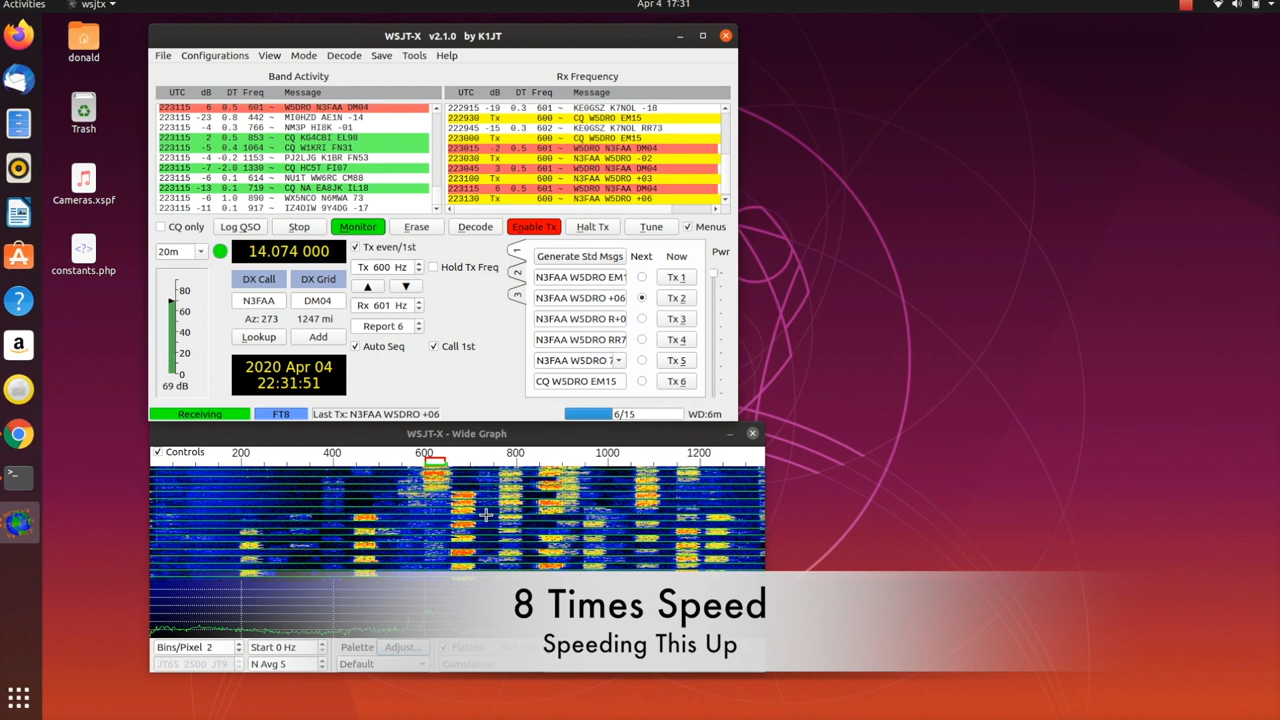 Activities
wsjtx
Apr 4 17:31
donald
Trash
Cameras.xspf
constants.php
WSJT-X v2.1.0 by K1JT
File Configurations View Mode Decode Save Tools Help
Band Activity
UTC dB DT Freq Message
223115 6 0.5 601 ~ W5DRO N3FAA DM04
223115 -23 0.8 442 ~ MI0HZD AE1N -14
223115 -4 0.3 766 ~ NM3P HI8K -01
223115 2 0.5 853 ~ CQ KG4CBI EL98
223115 -5 0.4 1064 ~ CQ W1KRI FN31
223115 -4 -0.2 1153 ~ PJ2LJG K1BR FN53
223115 -7 -2.0 1330 ~ CQ HC5T FI07
223115 -6 0.1 614 ~ NU1T WW6RC CM88
223115 -13 0.1 719 ~ CQ NA EA8JK IL18
223115 -6 1.0 890 ~ WX5NCO N6MWA 73
223115 -11 0.1 917 ~ IZ4DIW 9Y4DG -17
Rx Frequency
UTC dB DT Freq Message
222915 -19 0.3 601 ~ KE0GSZ K7NOL -18
222930 Tx 600 ~ CQ W5DRO EM15
222945 -15 0.3 602 ~ KE0GSZ K7NOL RR73
223000 Tx 600 ~ CQ W5DRO EM15
223015 -2 0.5 601 ~ W5DRO N3FAA DM04
223030 Tx 600 ~ N3FAA W5DRO -02
223045 3 0.5 601 ~ W5DRO N3FAA DM04
223100 Tx 600 ~ N3FAA W5DRO +03
223115 6 0.5 601 ~ W5DRO N3FAA DM04
223130 Tx 600 ~ N3FAA W5DRO +06
CQ only Log QSO Stop Monitor Erase Decode Enable Tx Halt Tx Tune Menus
20m
14.074 000
Tx even/1st
Tx 600 Hz
Hold Tx Freq
DX Call DX Grid
N3FAA DM04
Rx 601 Hz
Az: 273 1247 mi
Report 6
Lookup Add
Auto Seq Call 1st
2020 Apr 04
22:31:51
80
60
40
20
0
69 dB
1
2
3
Generate Std Msgs Next Now Pwr
N3FAA W5DRO EM1 Tx 1
N3FAA W5DRO +06 Tx 2
N3FAA W5DRO R+0 Tx 3
N3FAA W5DRO RR7 Tx 4
N3FAA W5DRO 7 Tx 5
CQ W5DRO EM15 Tx 6
Receiving FT8 Last Tx: N3FAA W5DRO +06 6/15 WD:6m
WSJT-X - Wide Graph
Controls
200 400 600 800 1000 1200
8 Times Speed
Speeding This Up
Bins/Pixel 2 Start 0 Hz Palette Adjust... Flatten
JT65 2500 JT9 N Avg 5 Default Cumulative